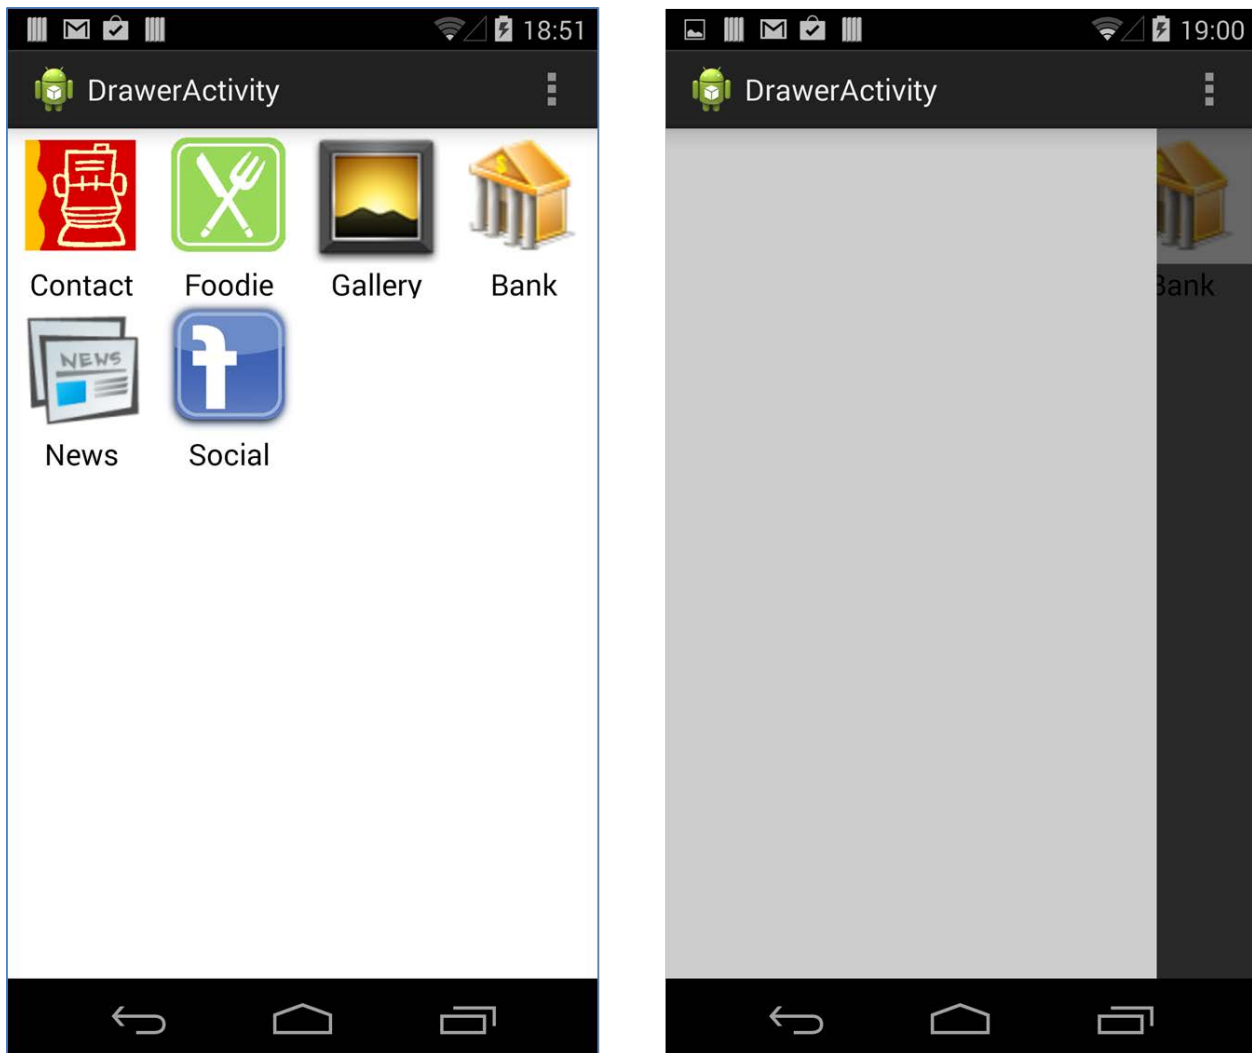 18:51
DrawerActivity
Contact Foodie Gallery Bank
NEWS
News Social
19:00
DrawerActivity
Bank